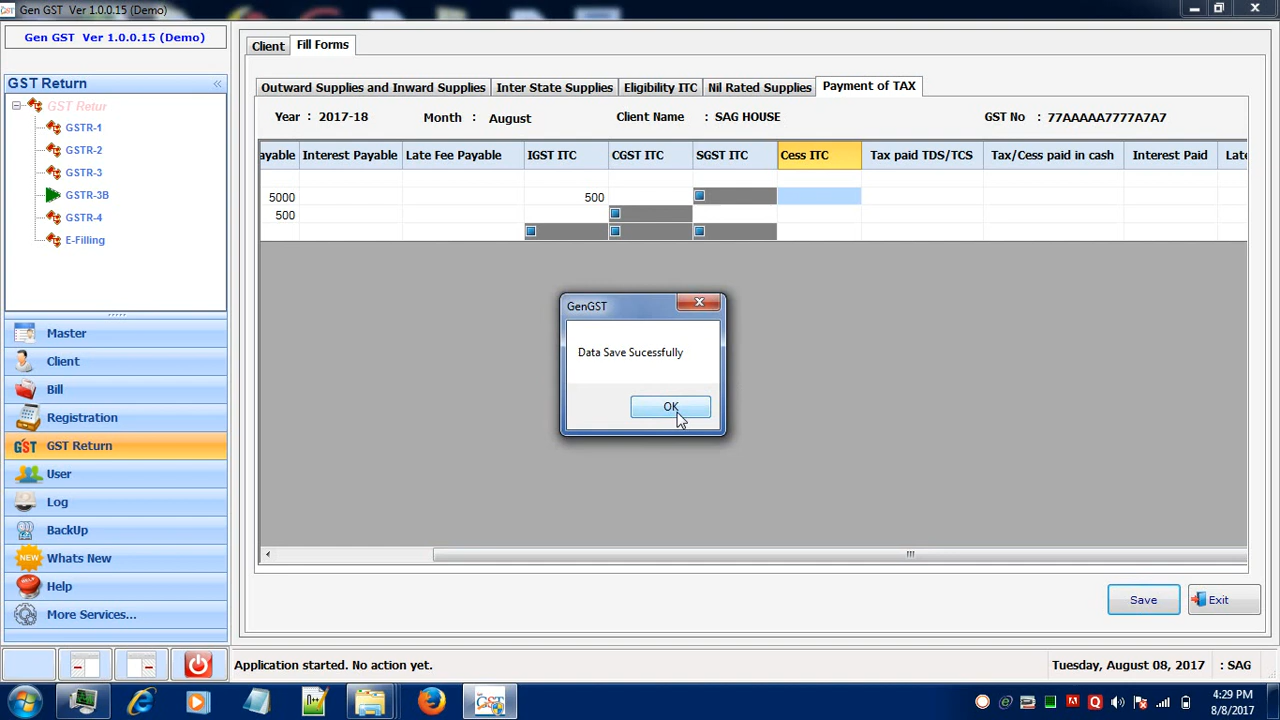 Gen GST Ver 1.0.0.15 (Demo)
Gen GST Ver 1.0.0.15 (Demo)
GST Return
GST Retur
GSTR-1
GSTR-2
GSTR-3
GSTR-3B
GSTR-4
E-Filling
Master
Client
Bill
Registration
GST Return
User
Log
BackUp
Whats New
Help
More Services...
Client Fill Forms
Outward Supplies and Inward Supplies Inter State Supplies Eligibility ITC Nil Rated Supplies Payment of TAX
Year : 2017-18 Month : August Client Name : SAG HOUSE GST No : 77AAAAA7777A7A7
ayable Interest Payable Late Fee Payable IGST ITC CGST ITC SGST ITC Cess ITC Tax paid TDS/TCS Tax/Cess paid in cash Interest Paid Late
5000 500
500
GenGST
Data Save Sucessfully
OK
Save Exit
Application started. No action yet. Tuesday, August 08, 2017 : SAG
4:29 PM
8/8/2017